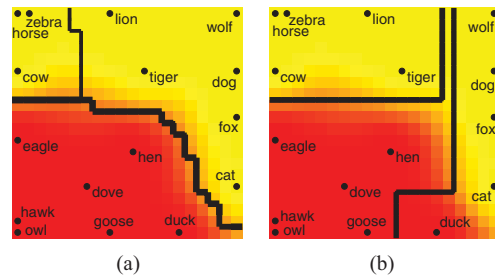 zebra
lion
wolf
horse
cow
tiger
dog
fox
eagle
hen
cat
dove
hawk
owl
goose
duck
(a)
zebra
lion
wolf
horse
cow
tiger
dog
fox
eagle
hen
cat
dove
hawk
owl
goose
duck
(b)